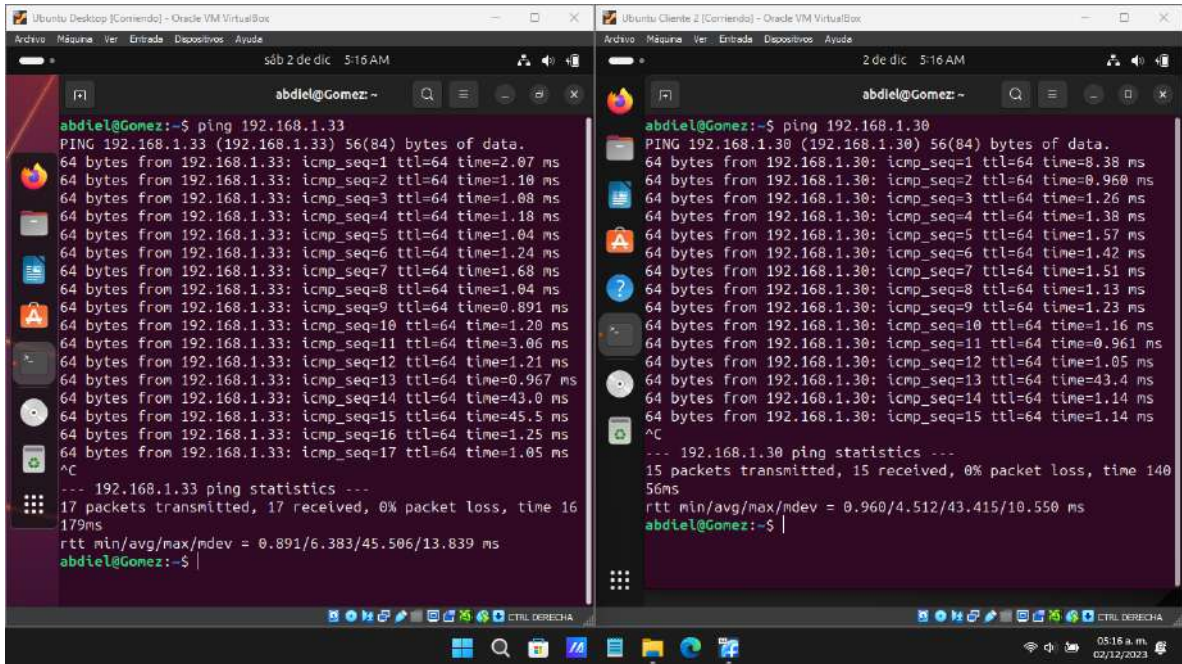 Ubuntu Desktop [Corriendo] - Oracle VM VirtualBox
Archivo Máquina Ver Entrada Dispositivos Ayuda
sáb 2 de dic 5:16 AM
abdiel@Gomez: ~
abdiel@Gomez:~$ ping 192.168.1.33
PING 192.168.1.33 (192.168.1.33) 56(84) bytes of data.
64 bytes from 192.168.1.33: icmp_seq=1 ttl=64 time=2.07 ms
64 bytes from 192.168.1.33: icmp_seq=2 ttl=64 time=1.10 ms
64 bytes from 192.168.1.33: icmp_seq=3 ttl=64 time=1.08 ms
64 bytes from 192.168.1.33: icmp_seq=4 ttl=64 time=1.18 ms
64 bytes from 192.168.1.33: icmp_seq=5 ttl=64 time=1.04 ms
64 bytes from 192.168.1.33: icmp_seq=6 ttl=64 time=1.24 ms
64 bytes from 192.168.1.33: icmp_seq=7 ttl=64 time=1.68 ms
64 bytes from 192.168.1.33: icmp_seq=8 ttl=64 time=1.04 ms
64 bytes from 192.168.1.33: icmp_seq=9 ttl=64 time=0.891 ms
64 bytes from 192.168.1.33: icmp_seq=10 ttl=64 time=1.20 ms
64 bytes from 192.168.1.33: icmp_seq=11 ttl=64 time=3.06 ms
64 bytes from 192.168.1.33: icmp_seq=12 ttl=64 time=1.21 ms
64 bytes from 192.168.1.33: icmp_seq=13 ttl=64 time=0.967 ms
64 bytes from 192.168.1.33: icmp_seq=14 ttl=64 time=43.0 ms
64 bytes from 192.168.1.33: icmp_seq=15 ttl=64 time=45.5 ms
64 bytes from 192.168.1.33: icmp_seq=16 ttl=64 time=1.25 ms
64 bytes from 192.168.1.33: icmp_seq=17 ttl=64 time=1.05 ms
^C
--- 192.168.1.33 ping statistics ---
17 packets transmitted, 17 received, 0% packet loss, time 16
179ms
rtt min/avg/max/mdev = 0.891/6.383/45.506/13.839 ms
abdiel@Gomez:~$
CTRL DERECHA
Ubuntu Cliente 2 [Corriendo] - Oracle VM VirtualBox
Archivo Máquina Ver Entrada Dispositivos Ayuda
2 de dic 5:16 AM
abdiel@Gomez: ~
abdiel@Gomez:~$ ping 192.168.1.30
PING 192.168.1.30 (192.168.1.30) 56(84) bytes of data.
64 bytes from 192.168.1.30: icmp_seq=1 ttl=64 time=8.38 ms
64 bytes from 192.168.1.30: icmp_seq=2 ttl=64 time=0.960 ms
64 bytes from 192.168.1.30: icmp_seq=3 ttl=64 time=1.26 ms
64 bytes from 192.168.1.30: icmp_seq=4 ttl=64 time=1.38 ms
64 bytes from 192.168.1.30: icmp_seq=5 ttl=64 time=1.57 ms
64 bytes from 192.168.1.30: icmp_seq=6 ttl=64 time=1.42 ms
64 bytes from 192.168.1.30: icmp_seq=7 ttl=64 time=1.51 ms
64 bytes from 192.168.1.30: icmp_seq=8 ttl=64 time=1.13 ms
64 bytes from 192.168.1.30: icmp_seq=9 ttl=64 time=1.23 ms
64 bytes from 192.168.1.30: icmp_seq=10 ttl=64 time=1.16 ms
64 bytes from 192.168.1.30: icmp_seq=11 ttl=64 time=0.961 ms
64 bytes from 192.168.1.30: icmp_seq=12 ttl=64 time=1.05 ms
64 bytes from 192.168.1.30: icmp_seq=13 ttl=64 time=43.4 ms
64 bytes from 192.168.1.30: icmp_seq=14 ttl=64 time=1.14 ms
64 bytes from 192.168.1.30: icmp_seq=15 ttl=64 time=1.14 ms
^C
--- 192.168.1.30 ping statistics ---
15 packets transmitted, 15 received, 0% packet loss, time 140
56ms
rtt min/avg/max/mdev = 0.960/4.512/43.415/10.550 ms
abdiel@Gomez:~$
CTRL DERECHA
05:16 a. m.
02/12/2023